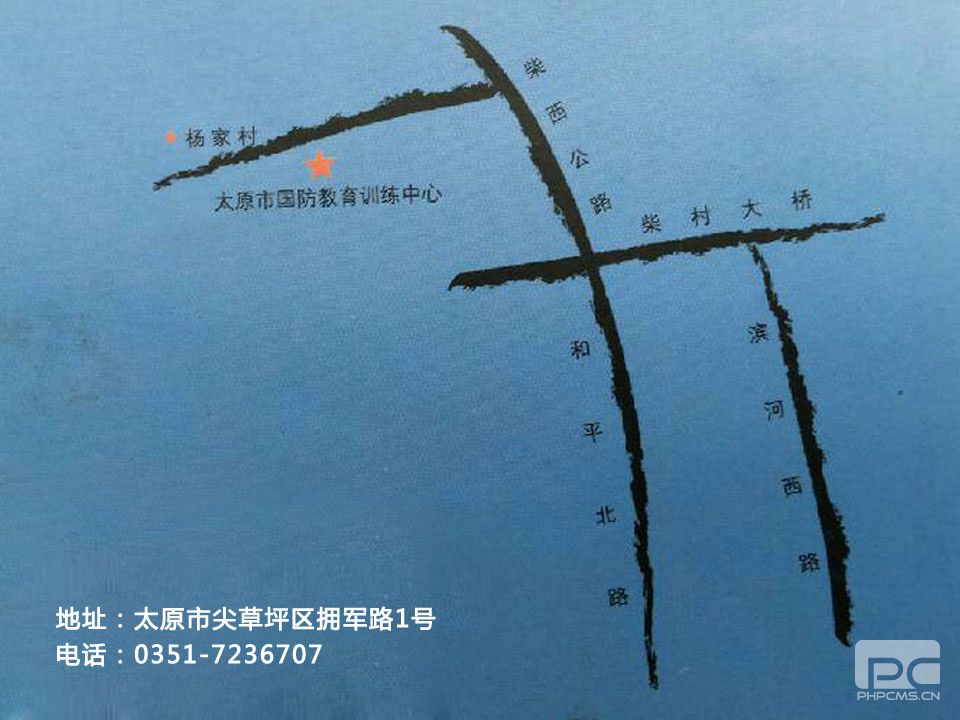 柴西公路
杨家村
太原市国防教育训练中心
柴村大桥
和平北路
滨河西路
地址：太原市尖草坪区拥军路1号
电话：0351-7236707
PC
PHPCMS.CN